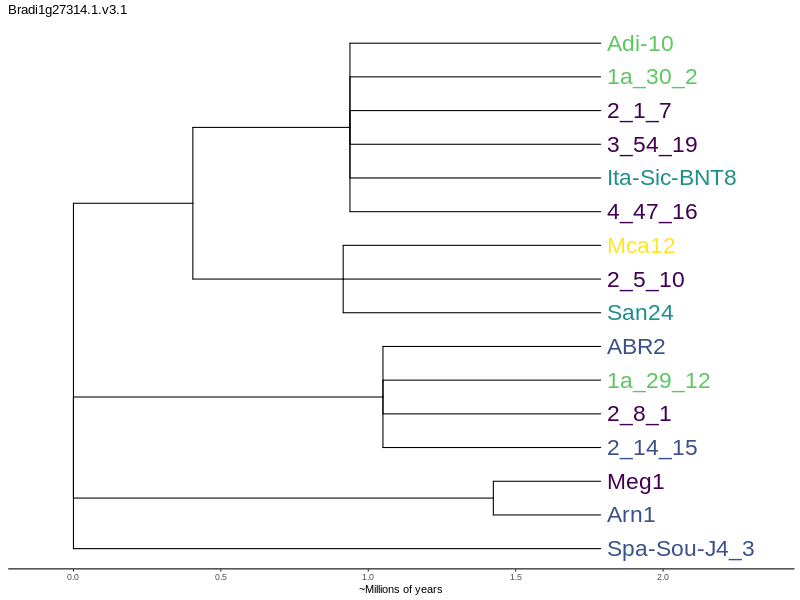 Bradi1g27314.1.v3.1
Adi-10
1a_30_2
2_1_7
3_54_19
Ita-Sic-BNT8
4_47_16
Mca12
2_5_10
San24
ABR2
1a_29_12
2_8_1
2_14_15
Meg1
Arn1
Spa-Sou-J4_3
0.0 0.5 1.0 1.5 2.0
~Millions of years